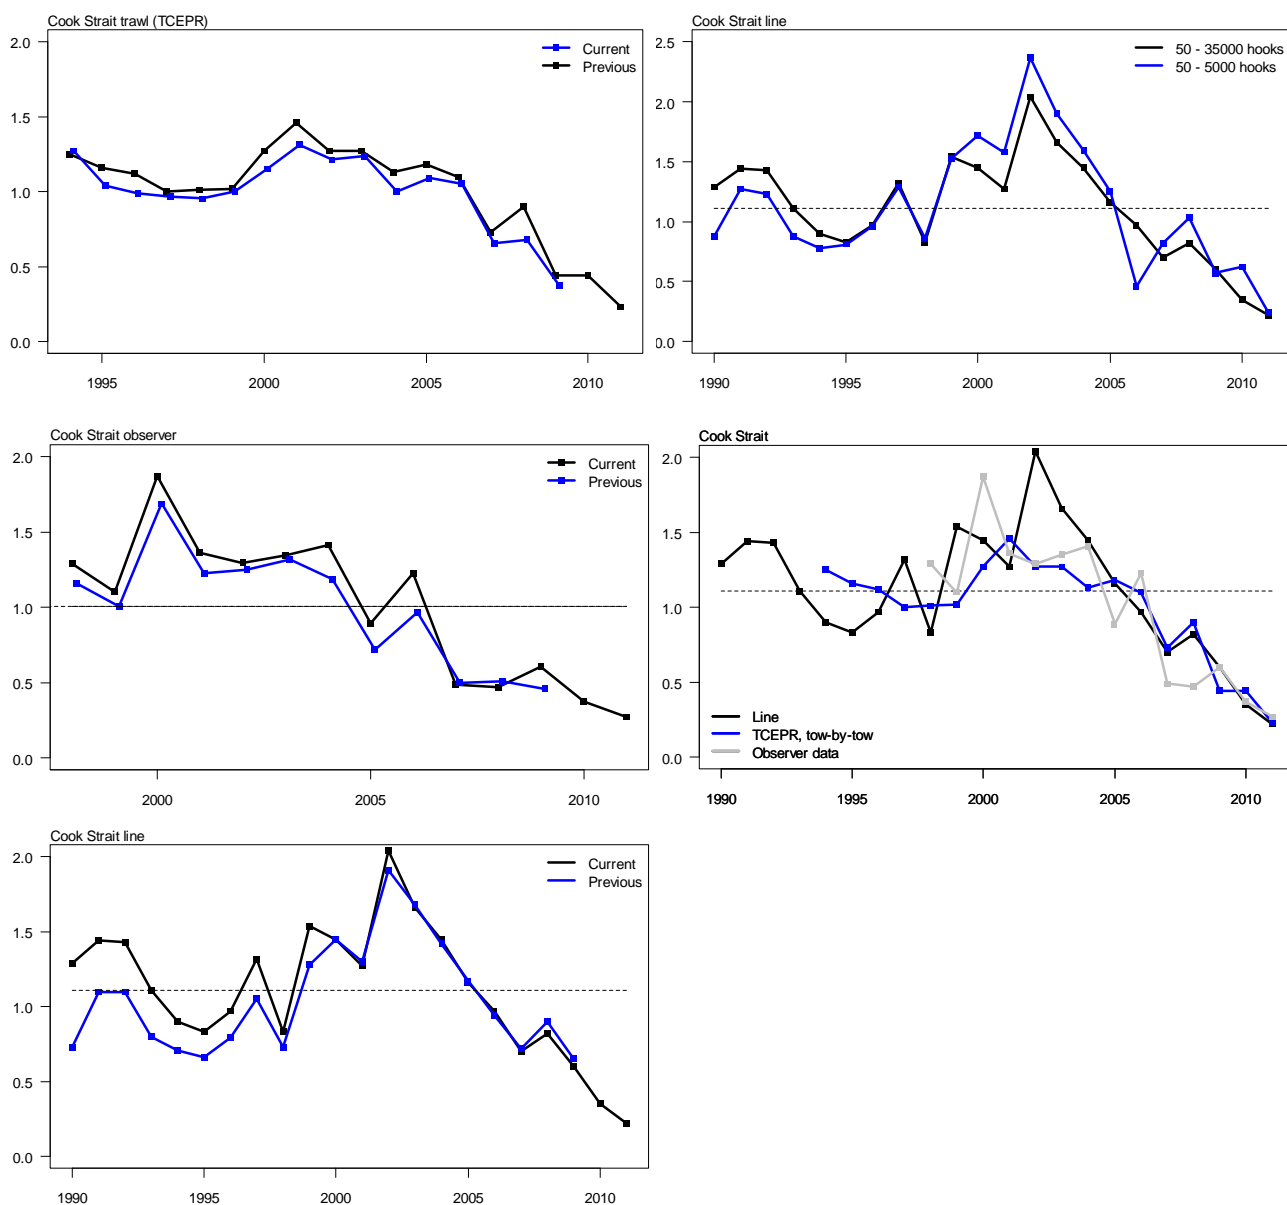 Cook Strait trawl (TCEPR)
2.0
1.5
1.0
0.5
0.0
Current
Previous
1995 2000 2005 2010
Cook Strait line
2.5
2.0
1.5
1.0
0.5
0.0
50 - 35000 hooks
50 - 5000 hooks
1990 1995 2000 2005 2010
Cook Strait observer
2.0
1.5
1.0
0.5
0.0
Current
Previous
2000 2005 2010
Cook Strait
2.0
1.5
1.0
0.5
0.0
Line
TCEPR, tow-by-tow
Observer data
1990 1995 2000 2005 2010
Cook Strait line
2.0
1.5
1.0
0.5
0.0
Current
Previous
1990 1995 2000 2005 2010